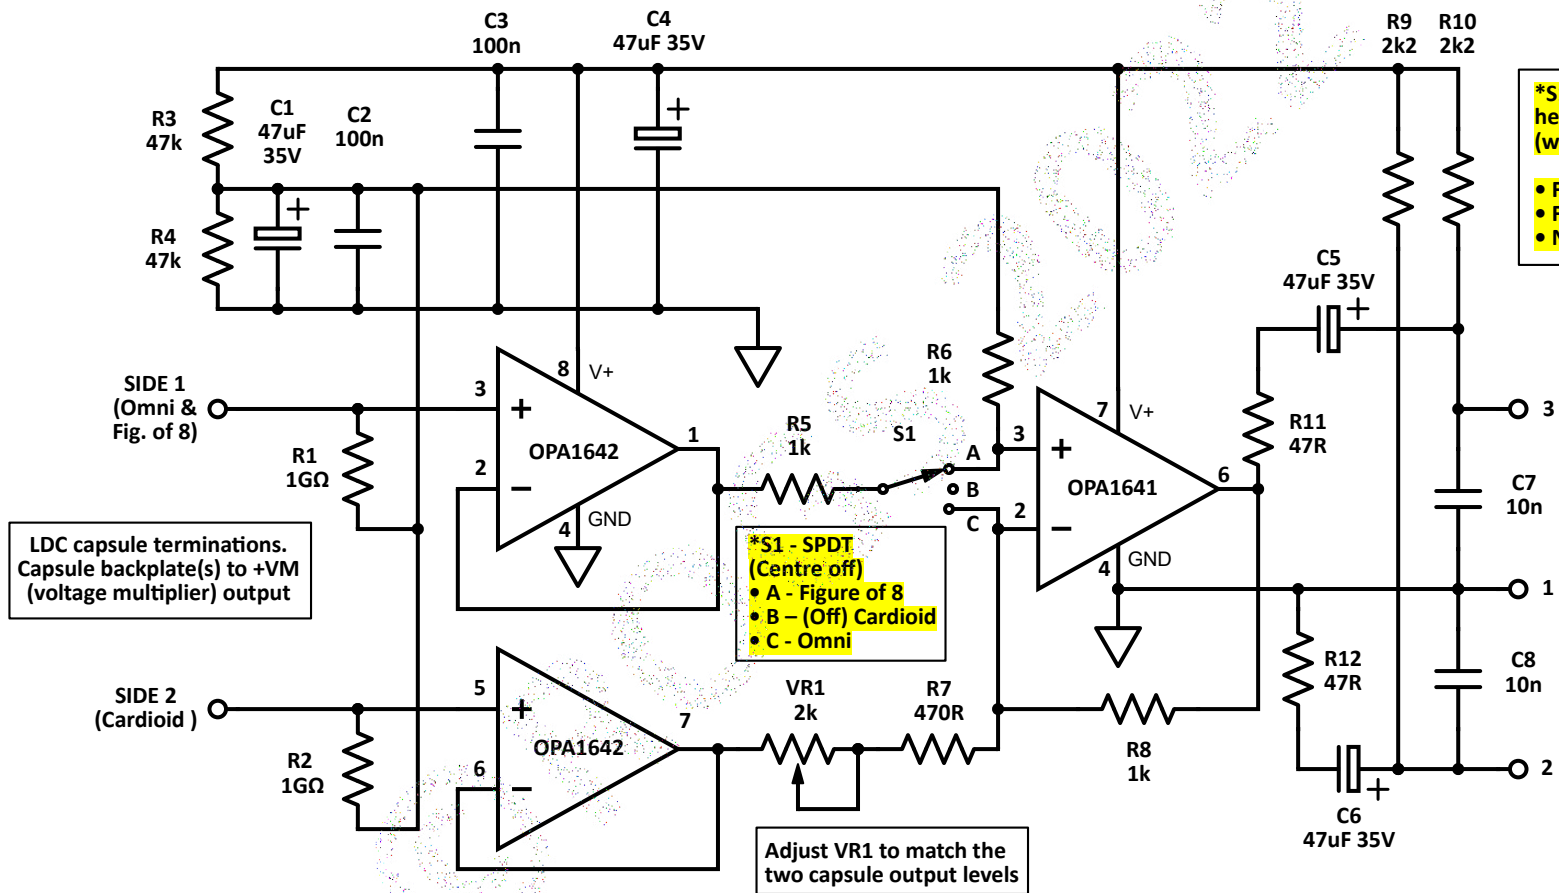 C3
100n
C4
47uF 35V
R9
2k2
R10
2k2
R3
47k
C1
47uF
35V
C2
100n
R4
47k
*S
he
(w
• F
• F
• N
C5
47uF 35V
SIDE 1
(Omni &
Fig. of 8)
3
8
V+
+
OPA1642
2
−
1
4
GND
R1
1GΩ
R5
1k
S1
A
B
C
R6
1k
3
7
V+
+
OPA1641
6
2
−
4
GND
R11
47R
3
C7
10n
1
LDC capsule terminations.
Capsule backplate(s) to +VM
(voltage multiplier) output
*S1 - SPDT
(Centre off)
• A - Figure of 8
• B – (Off) Cardioid
• C - Omni
SIDE 2
(Cardioid )
5
+
OPA1642
7
6
−
R2
1GΩ
VR1
2k
R7
470R
R8
1k
R12
47R
C8
10n
2
C6
47uF 35V
Adjust VR1 to match the
two capsule output levels